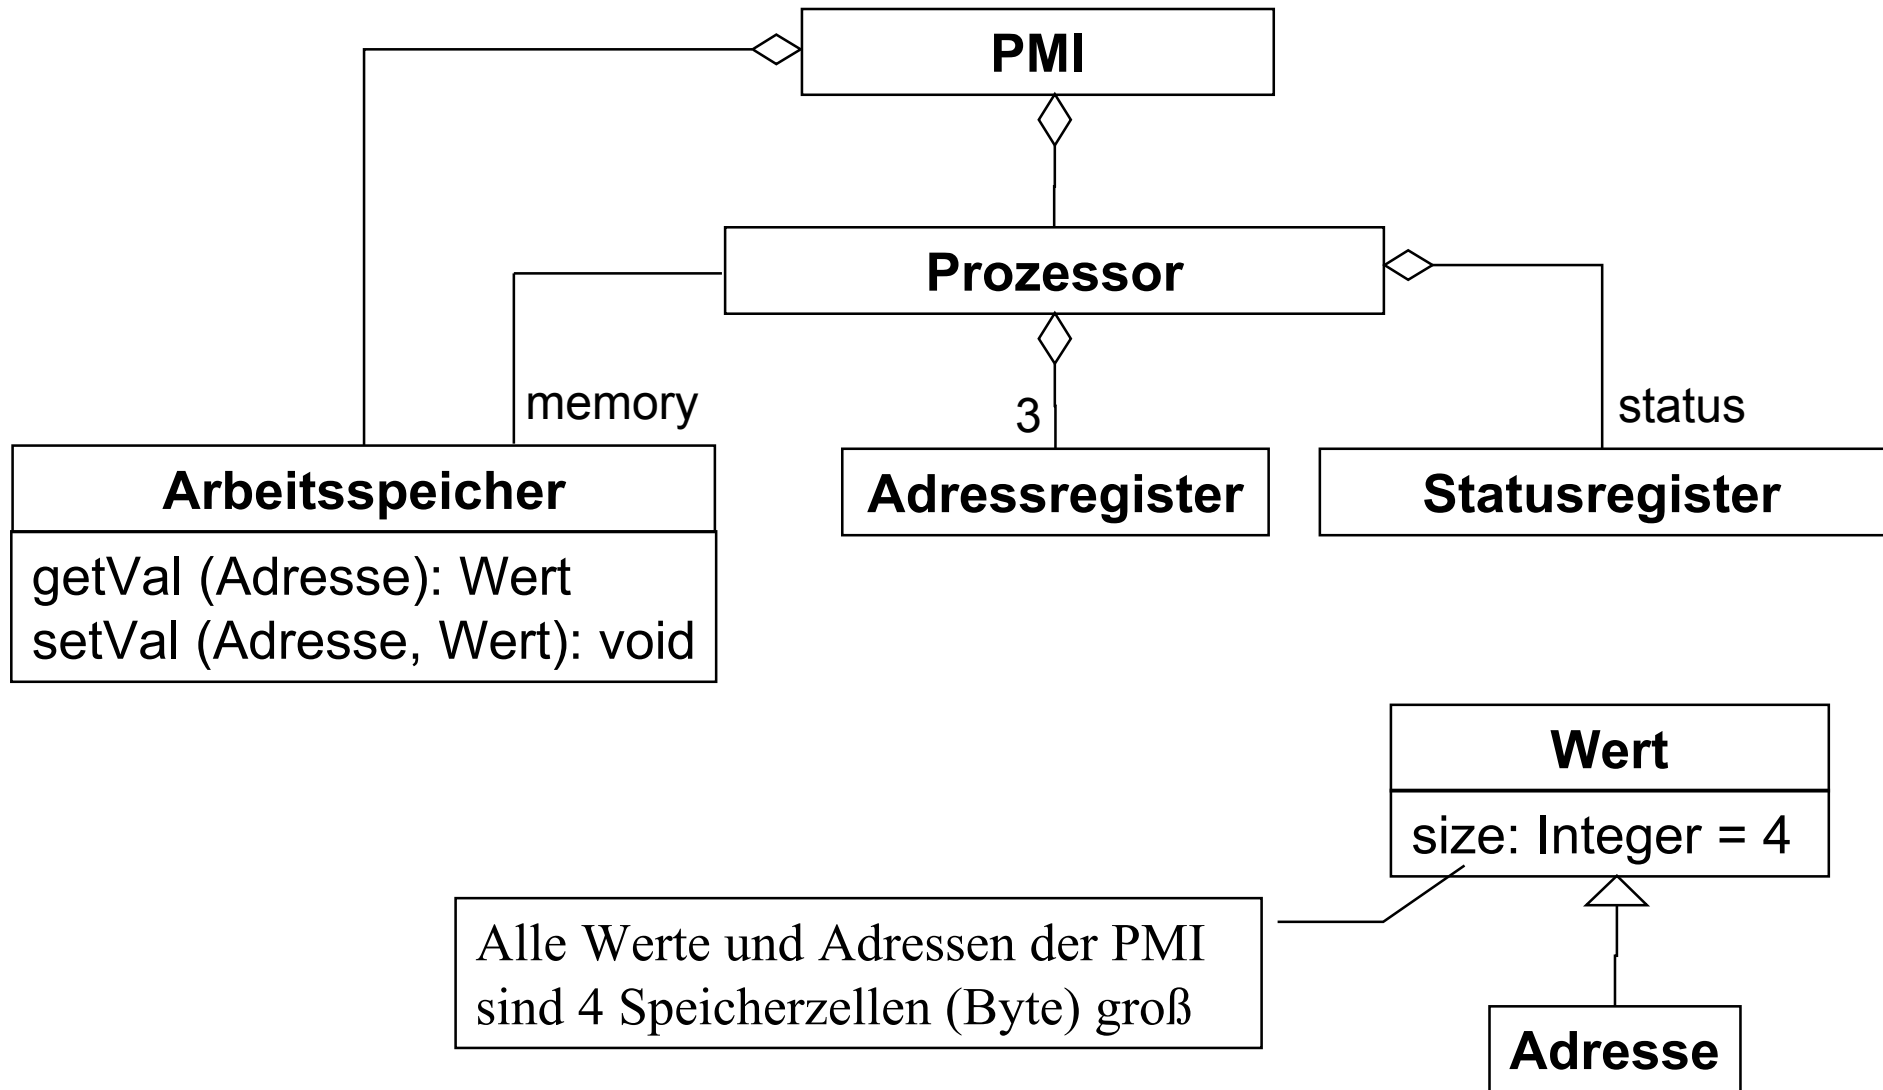 PMI
Prozessor
memory
3
status
Arbeitsspeicher
getVal (Adresse): Wert
setVal (Adresse, Wert): void
Adressregister
Statusregister
Wert
size: Integer = 4
Alle Werte und Adressen der PMI
sind 4 Speicherzellen (Byte) groß
Adresse